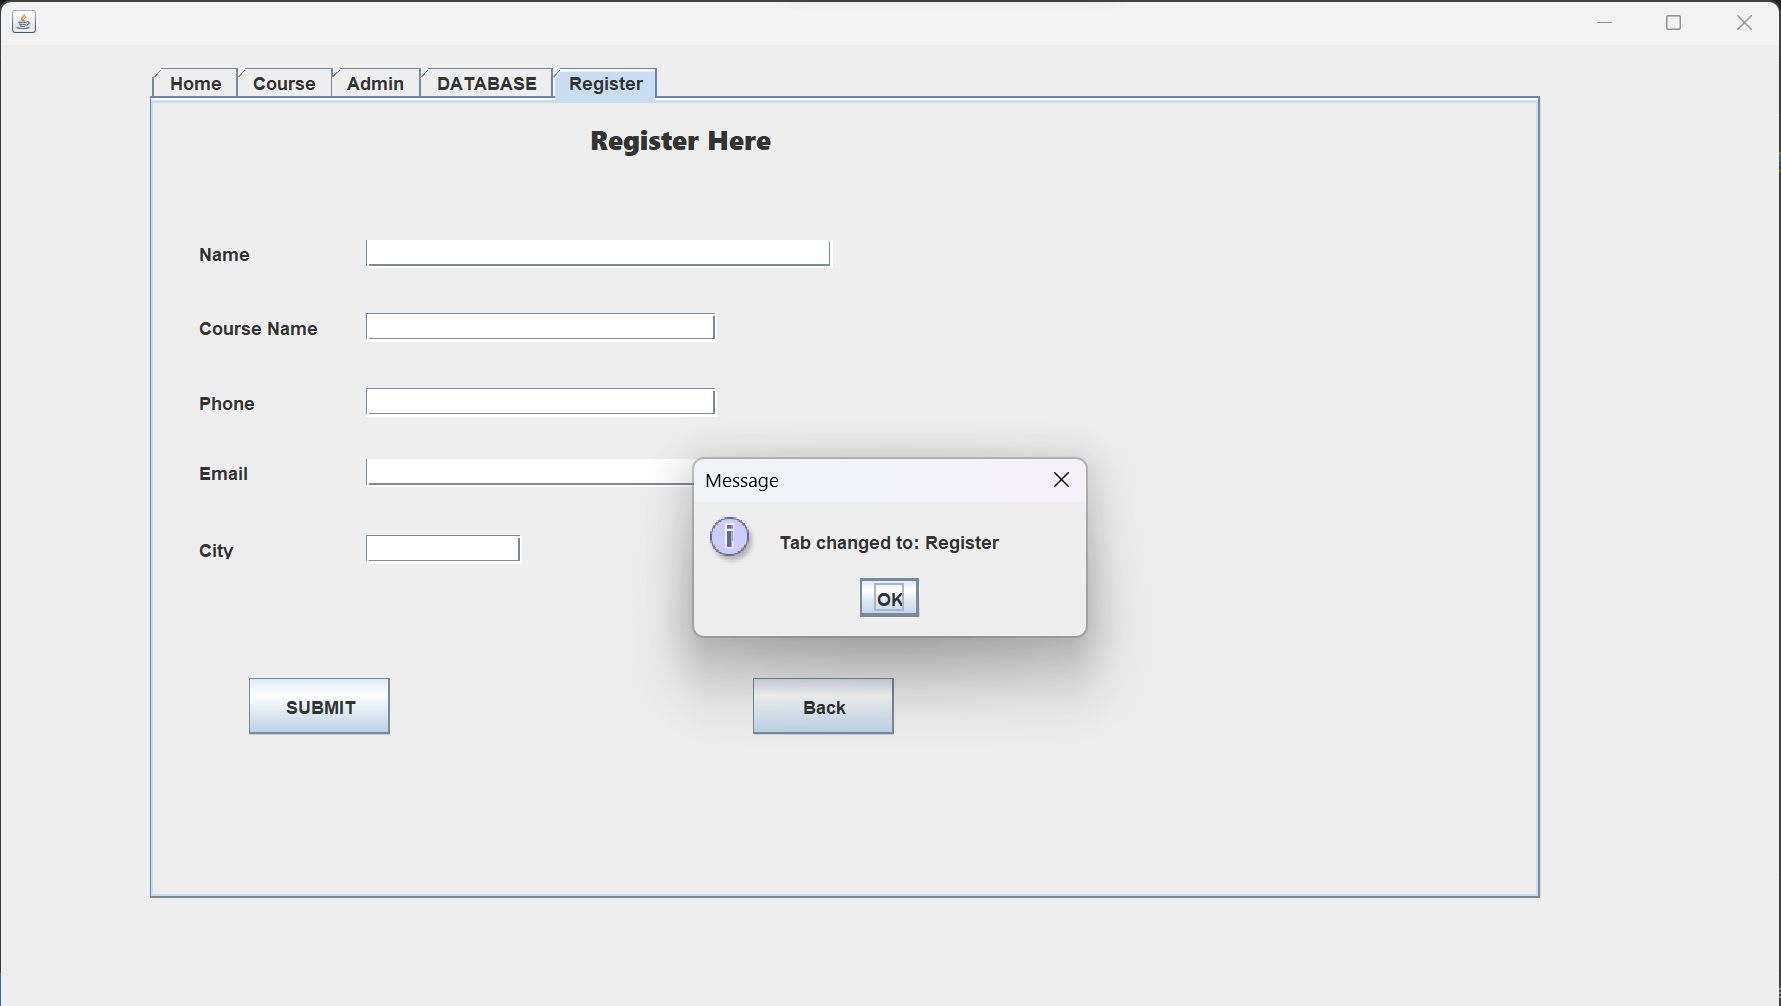 Home Course Admin DATABASE Register
Register Here
Name
Course Name
Phone
Email
Message
Tab changed to: Register
City
OK
SUBMIT Back